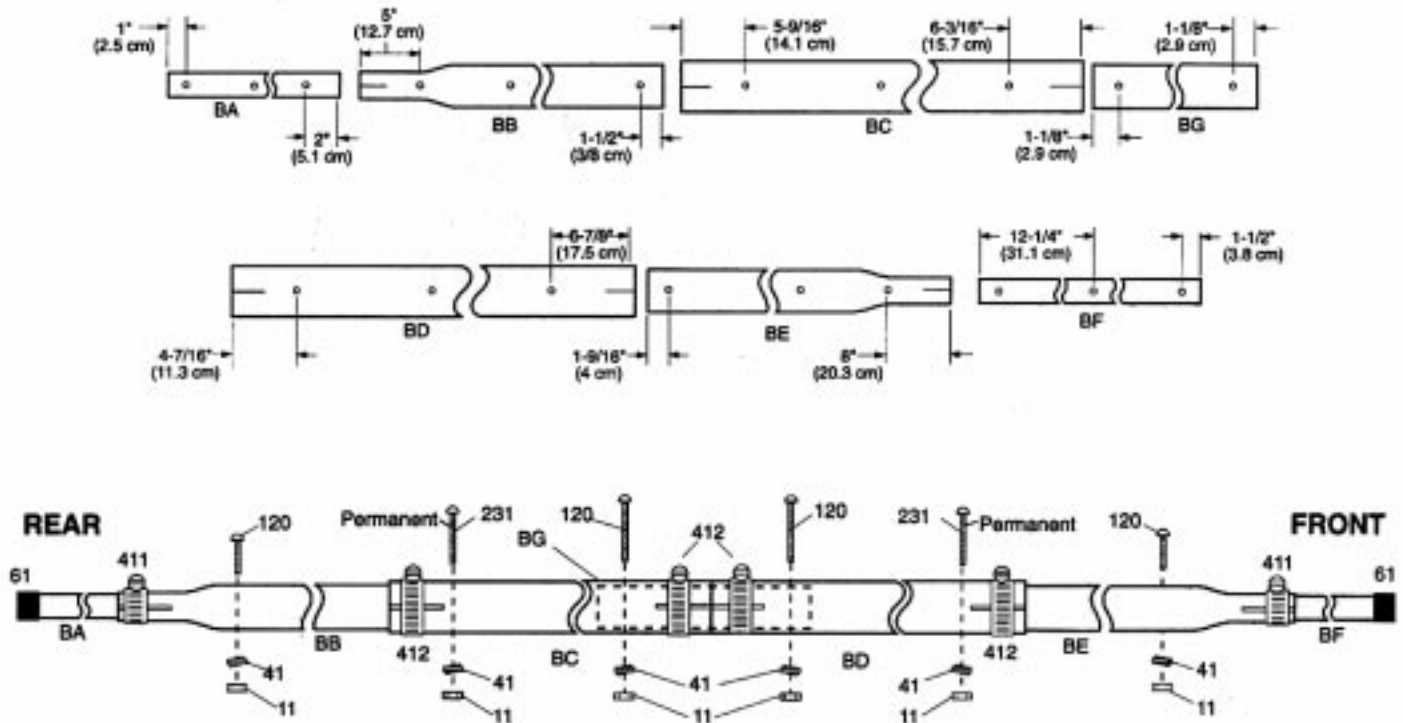 1"
(2.5 cm)
BA
2"
(5.1 cm)
5"
(12.7 cm)
BB
1-1/2"
(3/8 cm)
5-9/16"
(14.1 cm)
6-3/16"
(15.7 cm)
BC
1-1/8"
(2.9 cm)
BG
1-1/8"
(2.9 cm)
6-7/8"
(17.5 cm)
BD
4-7/16"
(11.3 cm)
1-9/16"
(4 cm)
BE
8"
(20.3 cm)
12-1/4"
(31.1 cm)
1-1/2"
(3.8 cm)
BF
REAR
FRONT
61
411
120
Permanent
231
BG
120
412
120
231
Permanent
120
411
61
BA
BB
412
BC
BD
412
BE
BF
41
41
41
41
41
11
11
11
11
11